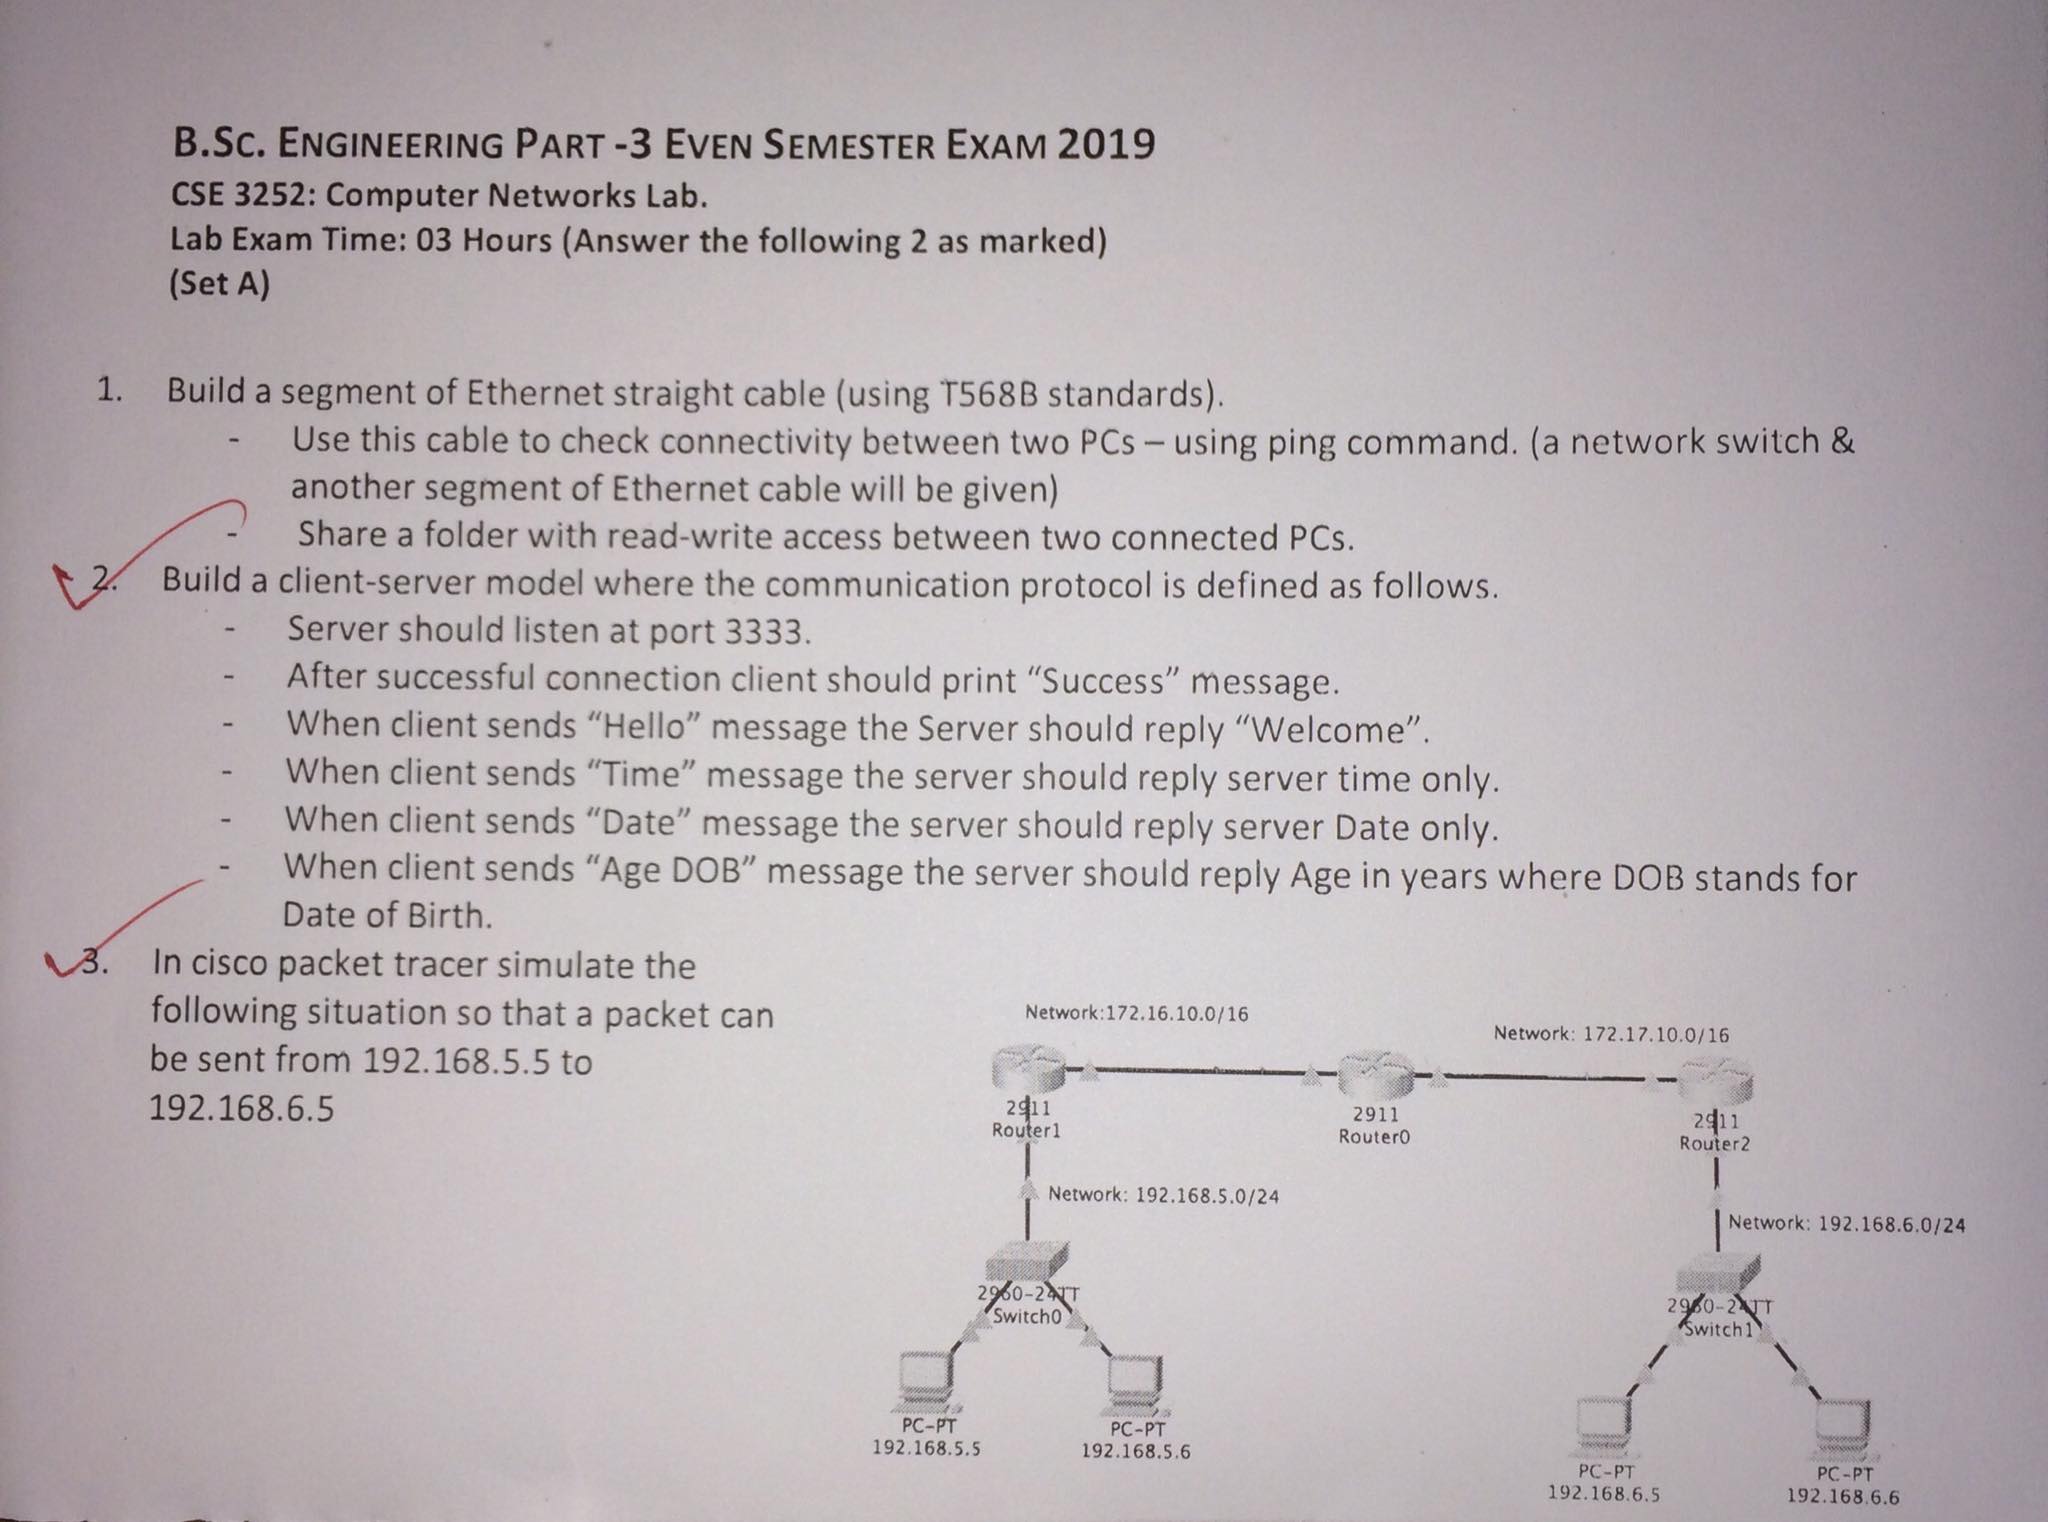 B.Sc. Engineering Part -3 Even Semester Exam 2019
CSE 3252: Computer Networks Lab.
Lab Exam Time: 03 Hours (Answer the following 2 as marked)
(Set A)
1. Build a segment of Ethernet straight cable (using T568B standards).
- Use this cable to check connectivity between two PCs – using ping command. (a network switch &
another segment of Ethernet cable will be given)
- Share a folder with read-write access between two connected PCs.
2. Build a client-server model where the communication protocol is defined as follows.
- Server should listen at port 3333.
- After successful connection client should print “Success” message.
- When client sends “Hello” message the Server should reply “Welcome”.
- When client sends “Time” message the server should reply server time only.
- When client sends “Date” message the server should reply server Date only.
- When client sends “Age DOB” message the server should reply Age in years where DOB stands for
Date of Birth.
3. In cisco packet tracer simulate the
following situation so that a packet can
be sent from 192.168.5.5 to
192.168.6.5
Network:172.16.10.0/16
Network: 172.17.10.0/16
2911
Router1
2911
Router0
2911
Router2
Network: 192.168.5.0/24
Network: 192.168.6.0/24
2960-24TT
Switch0
2960-24TT
Switch1
PC-PT
192.168.5.5
PC-PT
192.168.5.6
PC-PT
192.168.6.5
PC-PT
192.168.6.6